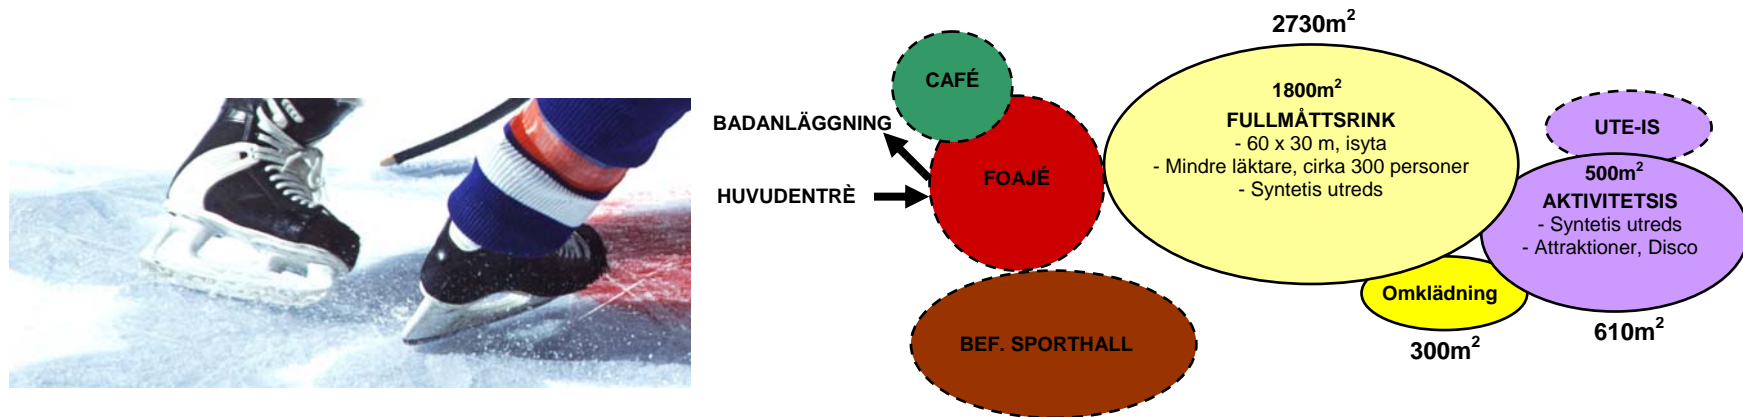 2730m²
CAFÉ
BADANLÄGGNING
HUVUDENTRÈ
FOAJÉ
BEF. SPORTHALL
1800m²
FULLMÅTTSRINK
- 60 x 30 m, isyta
- Mindre läktare, cirka 300 personer
- Syntetis utreds
UTE-IS
500m²
AKTIVITETSIS
- Syntetis utreds
- Attraktioner, Disco
Omklädning
300m²
610m²